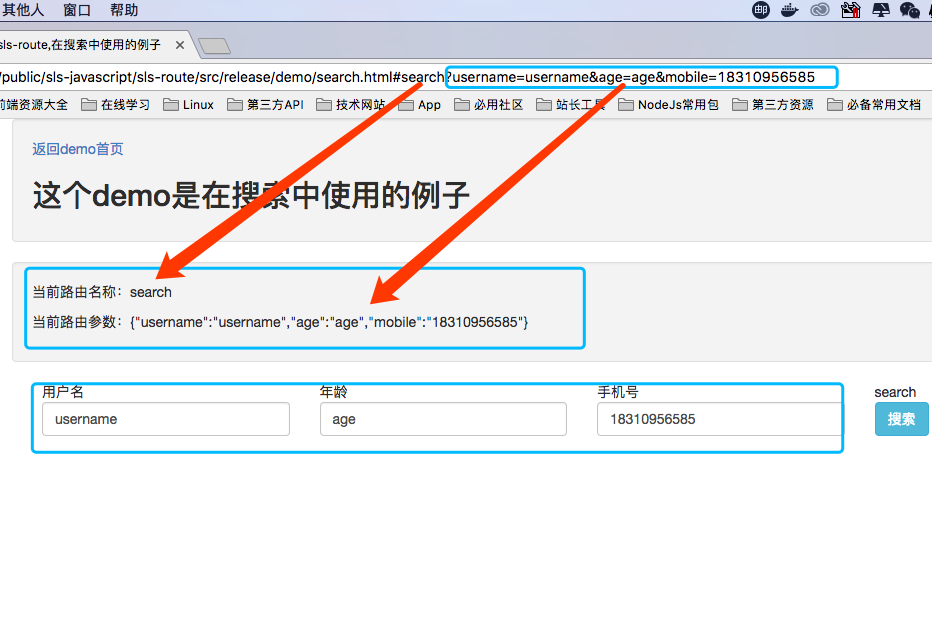 其他人 窗口 帮助
sls-route,在搜索中使用的例子
/public/sls-javascript/sls-route/src/release/demo/search.html#search?username=username&age=age&mobile=18310956585
前端资源大全 在线学习 Linux 第三方API 技术网站 App 必用社区 站长工具 NodeJs常用包 第三方资源 必备常用文档
返回demo首页
这个demo是在搜索中使用的例子
当前路由名称：search
当前路由参数：{"username":"username","age":"age","mobile":"18310956585"}
用户名 年龄 手机号 search
username age 18310956585 搜索